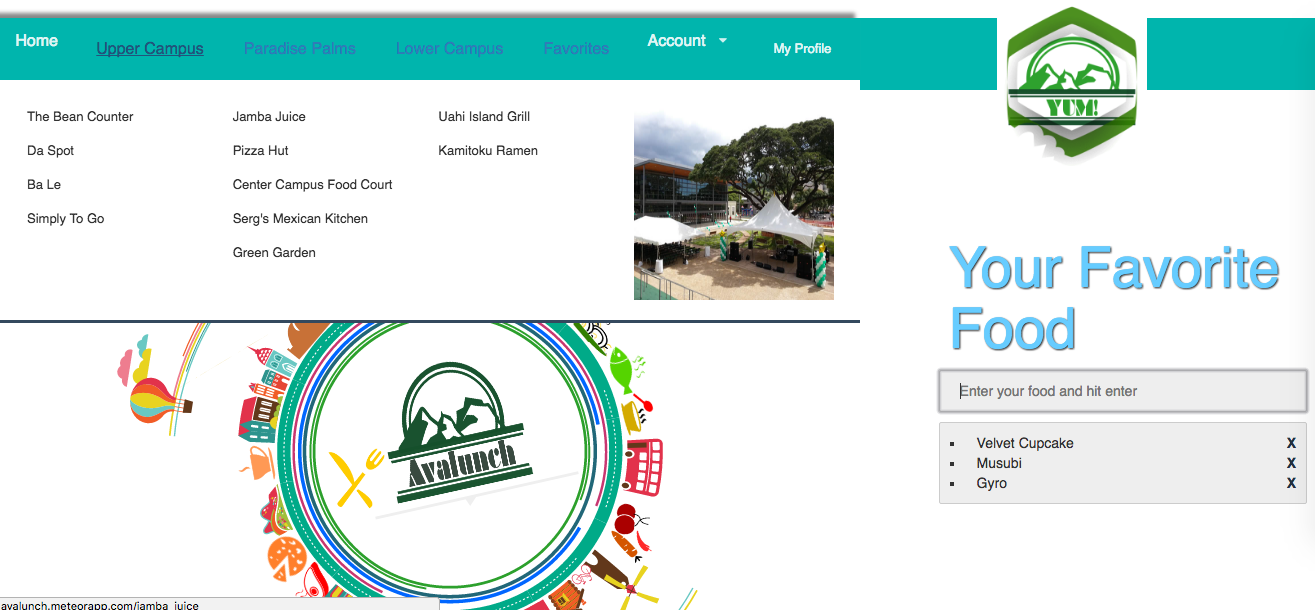 Home Upper Campus Paradise Palms Lower Campus Favorites Account My Profile
The Bean Counter Jamba Juice Uahi Island Grill
Da Spot Pizza Hut Kamitoku Ramen
Ba Le Center Campus Food Court
Simply To Go Serg's Mexican Kitchen
Green Garden
Avalunch
avalunch.meteorapp.com/jamba_juice
YUM!
Your Favorite
Food
Enter your food and hit enter
Velvet Cupcake X
Musubi X
Gyro X